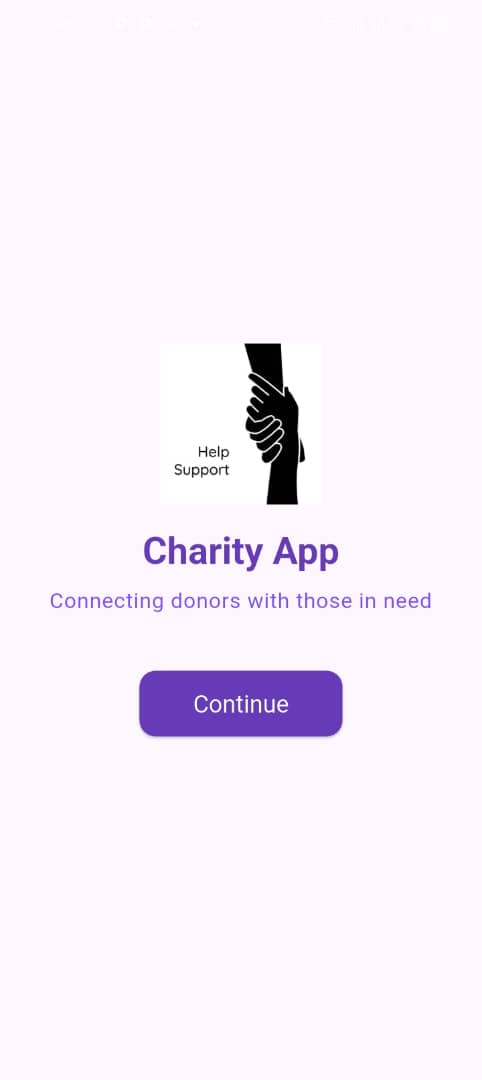 Help
Support
Charity App
Connecting donors with those in need
Continue